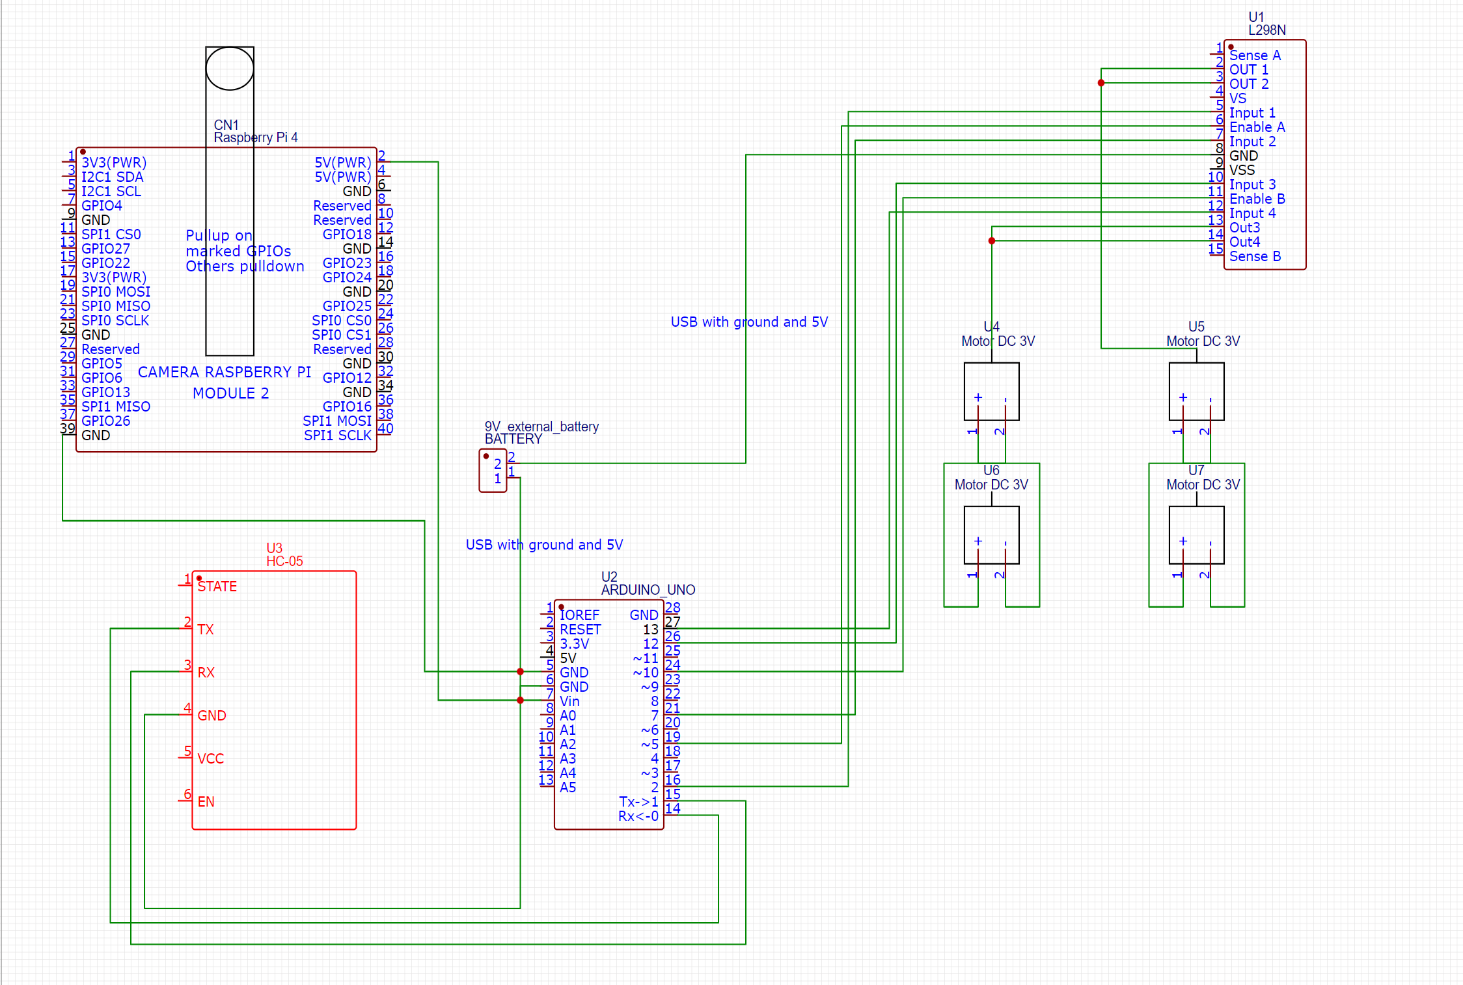 U1
L298N
1 Sense A
2 OUT 1
3 OUT 2
4 VS
5 Input 1
6 Enable A
7 Input 2
8 GND
9 VSS
10 Input 3
11 Enable B
12 Input 4
13 Out3
14 Out4
15 Sense B
CN1
Raspberry Pi 4
1 3V3(PWR) 5V(PWR) 2
3 I2C1 SDA 5V(PWR) 4
5 I2C1 SCL GND 6
7 GPIO4 Reserved 8
9 GND Reserved 10
11 SPI1 CS0 GPIO18 12
13 GPIO27 GND 14
15 GPIO22 GPIO23 16
17 3V3(PWR) GPIO24 18
19 SPI0 MOSI GND 20
21 SPI0 MISO GPIO25 22
23 SPI0 SCLK SPI0 CS0 24
25 GND SPI0 CS1 26
27 Reserved Reserved 28
29 GPIO5 GND 30
31 GPIO6 GPIO12 32
33 GPIO13 GND 34
35 SPI1 MISO GPIO16 36
37 GPIO26 SPI1 MOSI 38
39 GND SPI1 SCLK 40
Pullup on
marked GPIOs
Others pulldown
CAMERA RASPBERRY PI
MODULE 2
USB with ground and 5V
U4
Motor DC 3V
+ -
1 2
U5
Motor DC 3V
+ -
1 2
9V_external_battery
BATTERY
2 2
1 1
U6
Motor DC 3V
+ -
1 2
U7
Motor DC 3V
+ -
1 2
USB with ground and 5V
U3
HC-05
1 STATE
2 TX
3 RX
4 GND
5 VCC
6 EN
U2
ARDUINO_UNO
1 IOREF GND 28
2 RESET 13 27
3 3.3V 12 26
4 5V ~11 25
5 GND ~10 24
6 GND ~9 23
7 Vin 8 22
8 A0 7 21
9 A1 ~6 20
10 A2 ~5 19
11 A3 4 18
12 A4 ~3 17
13 A5 2 16
Tx->1 15
Rx<-0 14